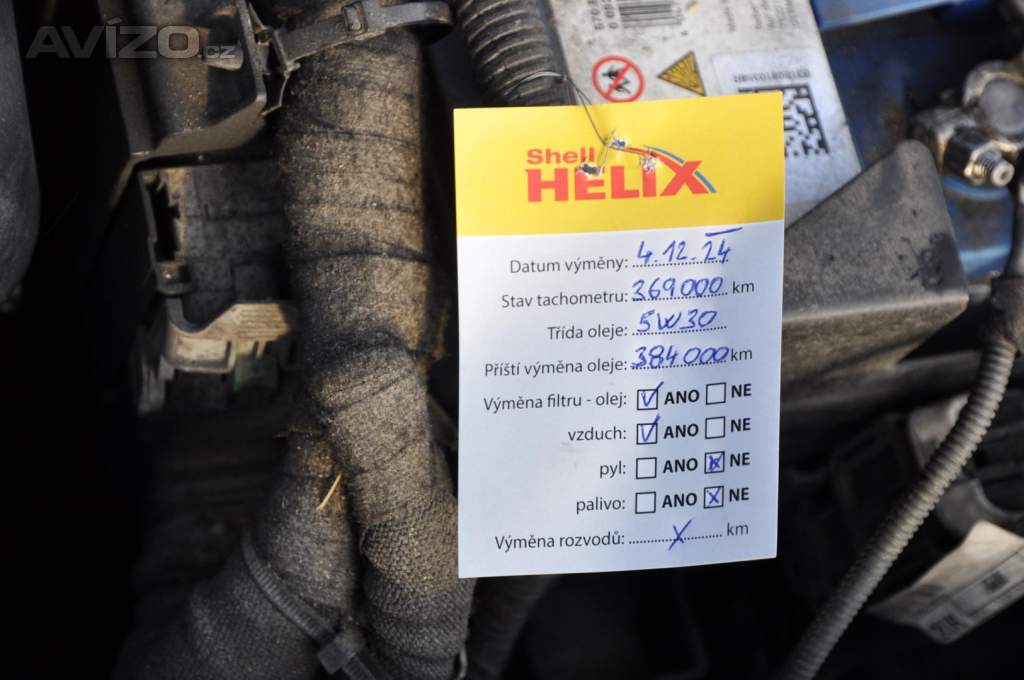 AVÍZO.cz
Shell
HELIX
Datum výměny: 4.12.24
Stav tachometru: 369000 km
Třída oleje: 5W30
Příští výměna oleje: 384000 km
Výměna filtru - olej: ANO NE
vzduch: ANO NE
pyl: ANO NE
palivo: ANO NE
Výměna rozvodů: x km